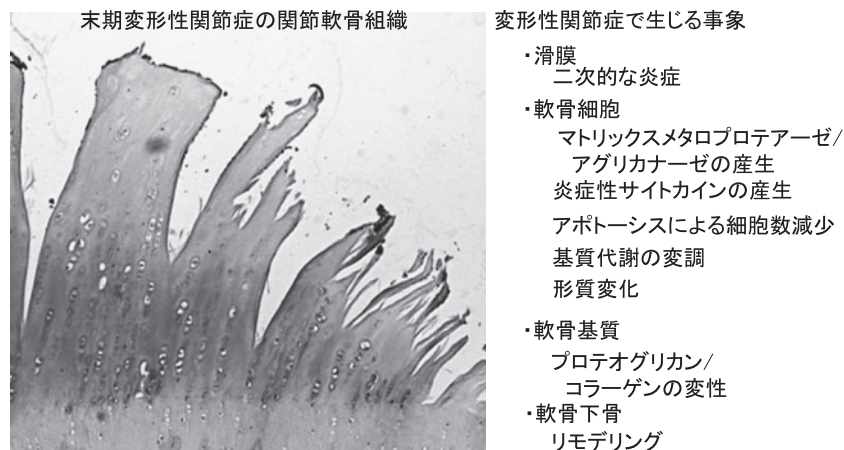 末期変形性関節症の関節軟骨組織
変形性関節症で生じる事象
・滑膜
二次的な炎症
・軟骨細胞
マトリックスメタロプロテアーゼ/
アグリカナーゼの産生
炎症性サイトカインの産生
アポトーシスによる細胞数減少
基質代謝の変調
形質変化
・軟骨基質
プロテオグリカン/
コラーゲンの変性
・軟骨下骨
リモデリング